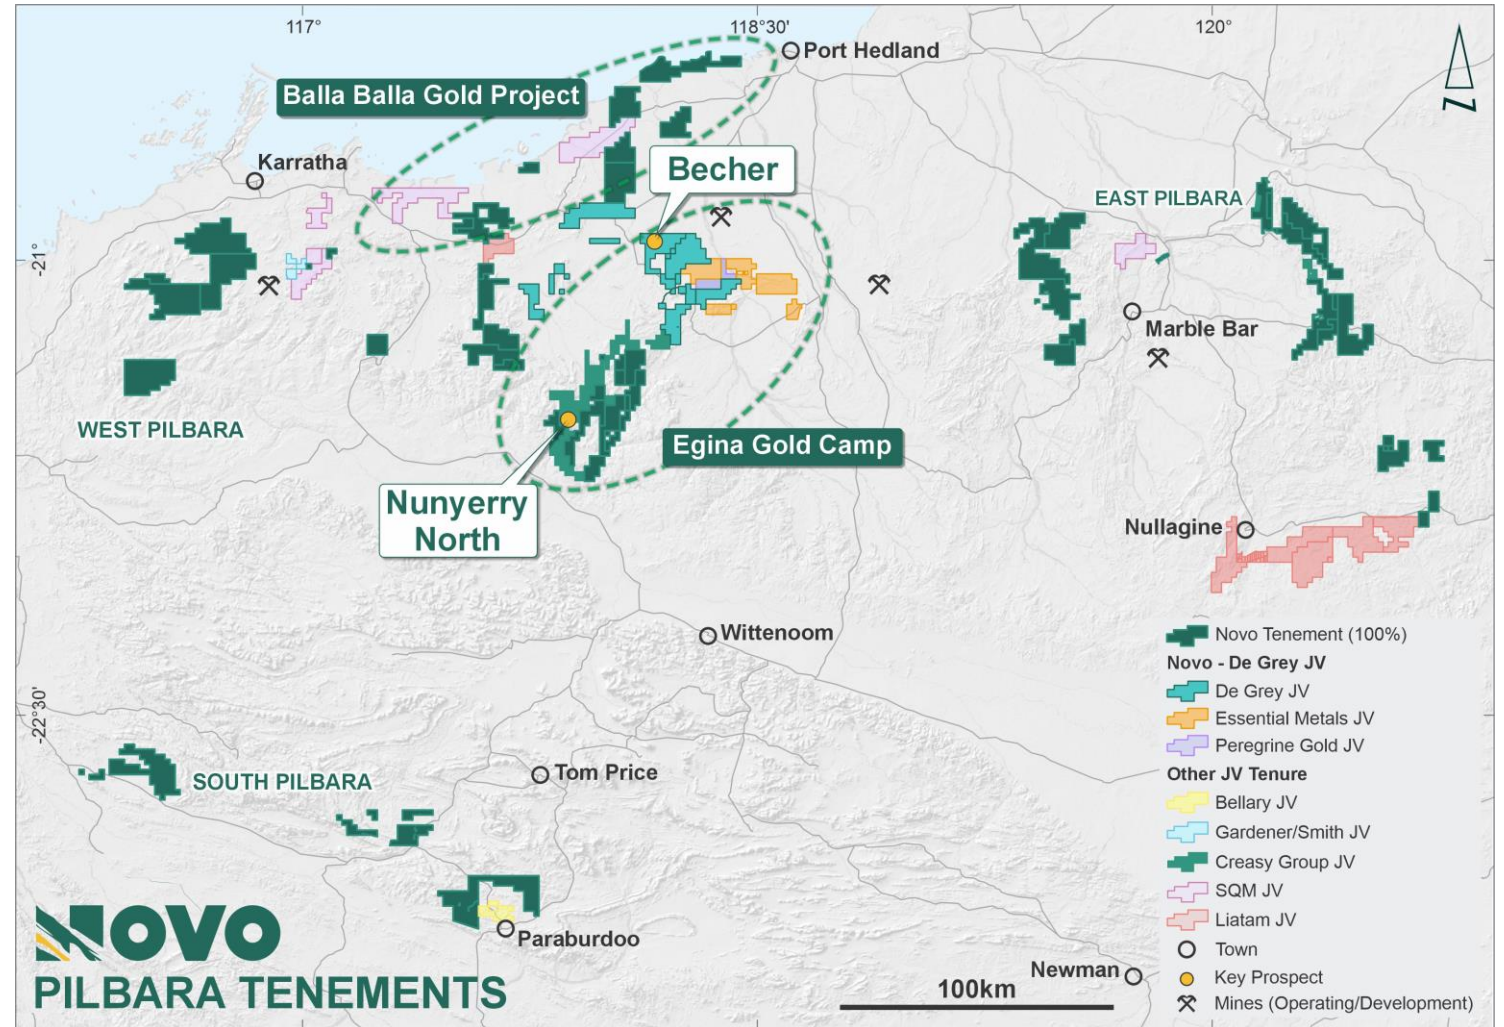 117°
118°30'
120°
Port Hedland
Balla Balla Gold Project
Karratha
Becher
EAST PILBARA
-21°
Marble Bar
WEST PILBARA
Egina Gold Camp
Nunyerry
North
Nullagine
Wittenoom
-22°30'
Tom Price
SOUTH PILBARA
Paraburdoo
Newman
100km
NOVO
PILBARA TENEMENTS
Z
Novo Tenement (100%)
Novo - De Grey JV
De Grey JV
Essential Metals JV
Peregrine Gold JV
Other JV Tenure
Bellary JV
Gardener/Smith JV
Creasy Group JV
SQM JV
Liatam JV
Town
Key Prospect
Mines (Operating/Development)